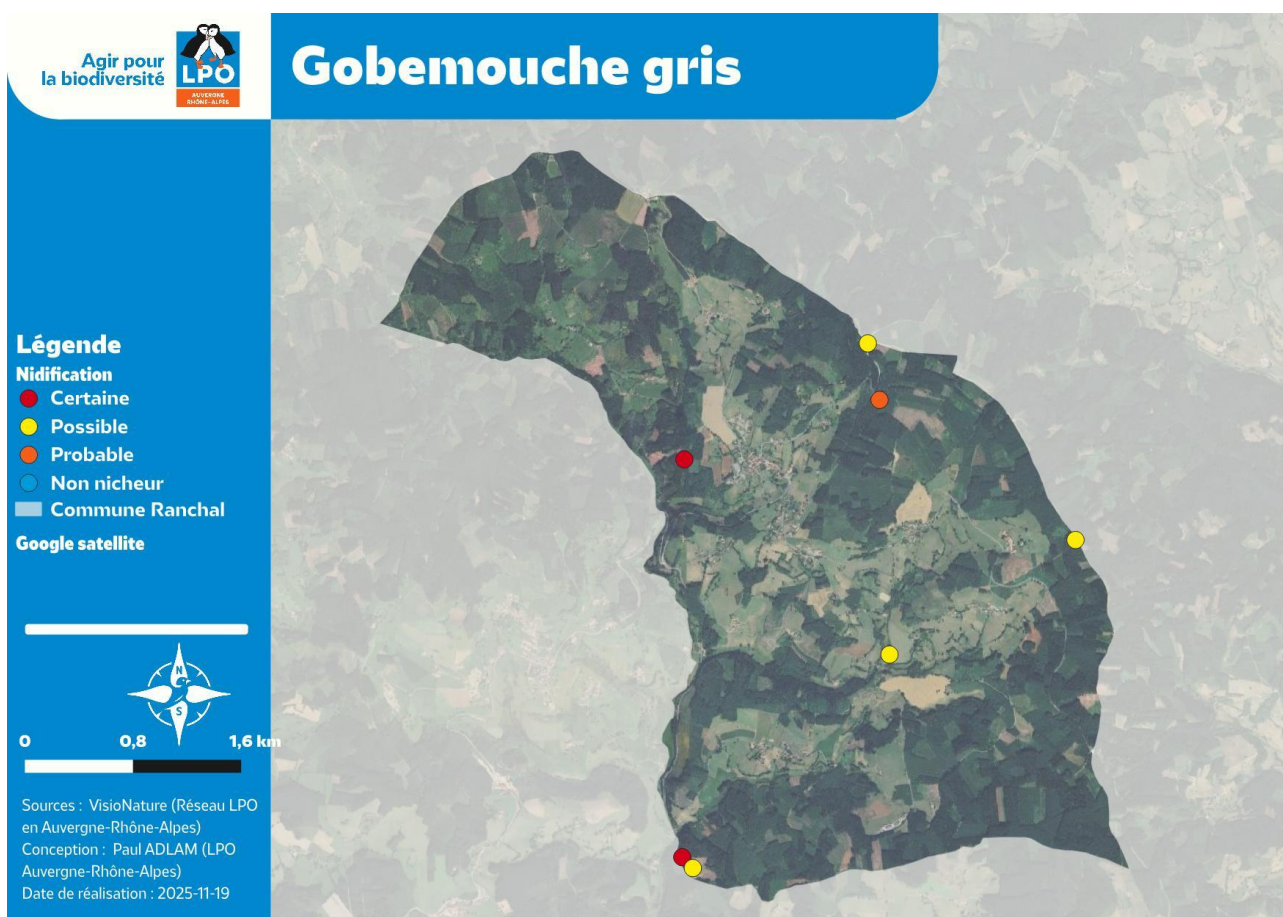 Agir pour
la biodiversité
LPO
AUVERGNE
RHÔNE-ALPES
Gobemouche gris
Légende
Nidification
Certaine
Possible
Probable
Non nicheur
Commune Ranchal
Google satellite
N
S
0 0,8 1,6 km
Sources : VisioNature (Réseau LPO
en Auvergne-Rhône-Alpes)
Conception : Paul ADLAM (LPO
Auvergne-Rhône-Alpes)
Date de réalisation : 2025-11-19